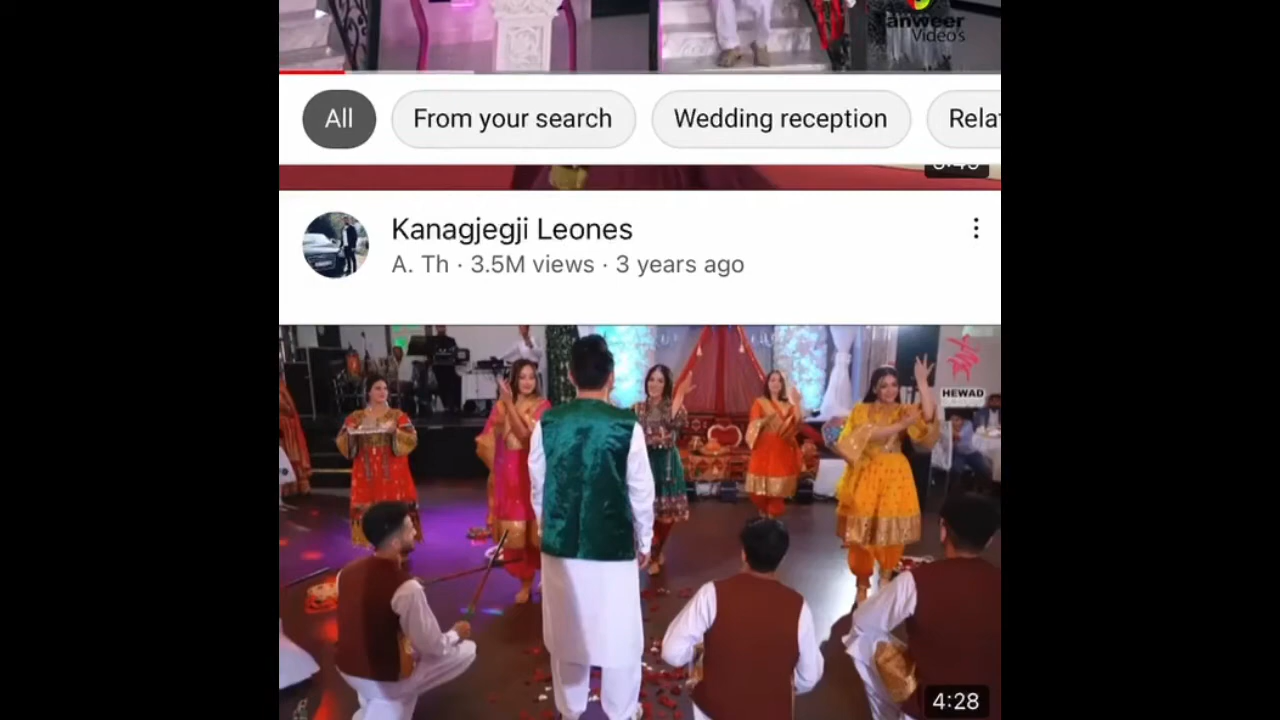 Tanweer
Video's
All
From your search
Wedding reception
Rela
Kanagjegji Leones
A. Th · 3.5M views · 3 years ago
HEWAD
4:28